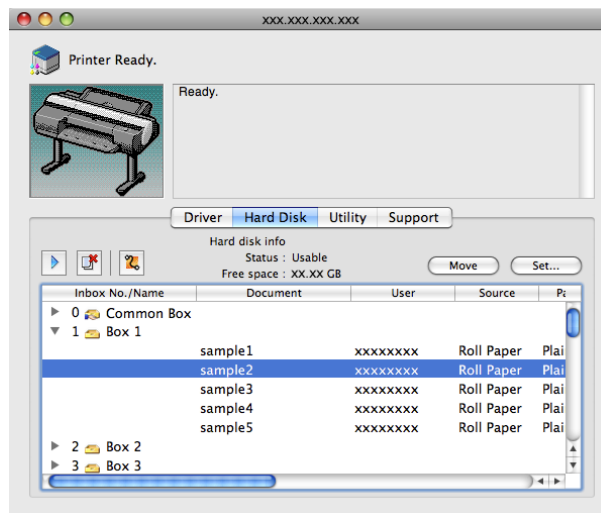 xxx.xxx.xxx.xxx
Printer Ready.
Ready.
Driver Hard Disk Utility Support
Hard disk info
Status : Usable
Free space : XX.XX GB
Move Set...
Inbox No./Name Document User Source Pa
0 Common Box
1 Box 1
sample1 xxxxxxxx Roll Paper Plai
sample2 xxxxxxxx Roll Paper Plai
sample3 xxxxxxxx Roll Paper Plai
sample4 xxxxxxxx Roll Paper Plai
sample5 xxxxxxxx Roll Paper Plai
2 Box 2
3 Box 3